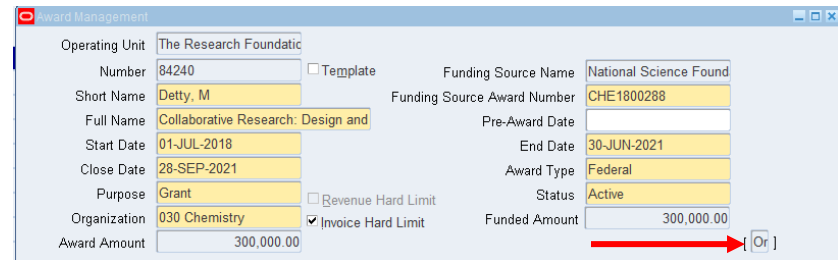 Award Management
Operating Unit The Research Foundatic
Number 84240 Template Funding Source Name National Science Found
Short Name Detty, M Funding Source Award Number CHE1800288
Full Name Collaborative Research: Design and Pre-Award Date
Start Date 01-JUL-2018 End Date 30-JUN-2021
Close Date 28-SEP-2021 Award Type Federal
Purpose Grant Revenue Hard Limit Status Active
Organization 030 Chemistry Invoice Hard Limit Funded Amount 300,000.00
Award Amount 300,000.00 [ Or ]